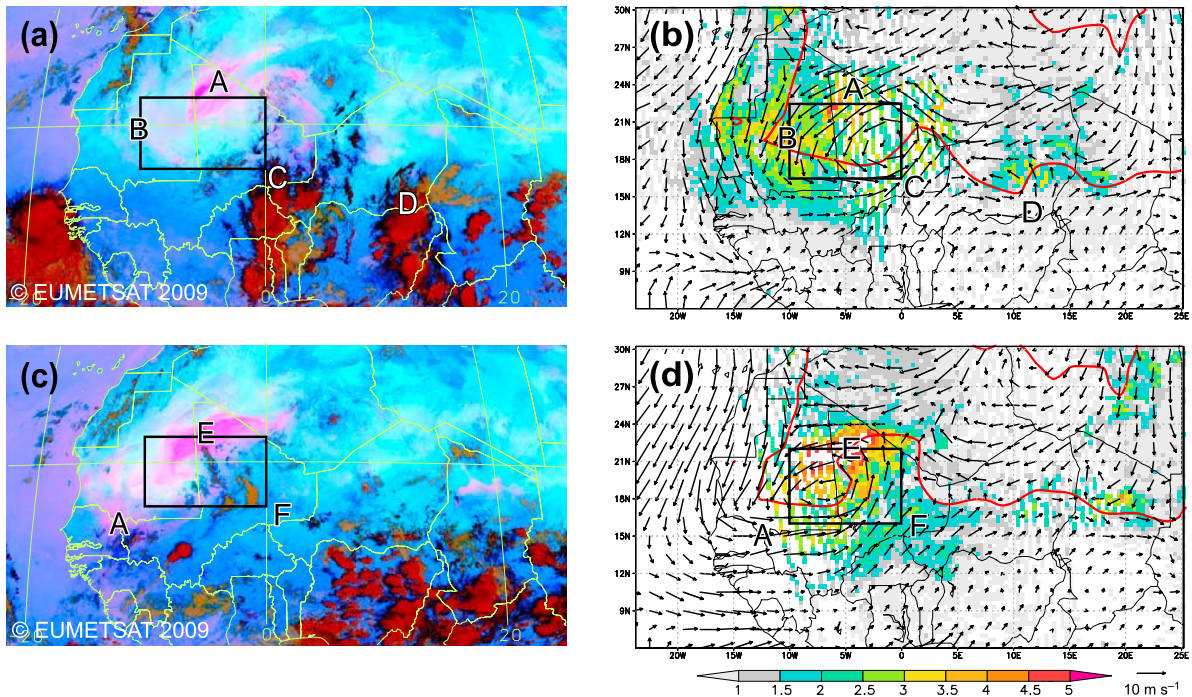 (a)
A
B
C
D
© EUMETSAT 2009
20
0
20
(b)
30N
27N
24N
21N
18N
15N
12N
9N
A
B
C
D
20W
15W
10W
5W
0
5E
10E
15E
20E
25E
(c)
E
A
F
© EUMETSAT 2009
20
0
20
(d)
30N
27N
24N
21N
18N
15N
12N
9N
E
A
F
20W
15W
10W
5W
0
5E
10E
15E
20E
25E
1 1.5 2 2.5 3 3.5 4 4.5 5 10 m s⁻¹